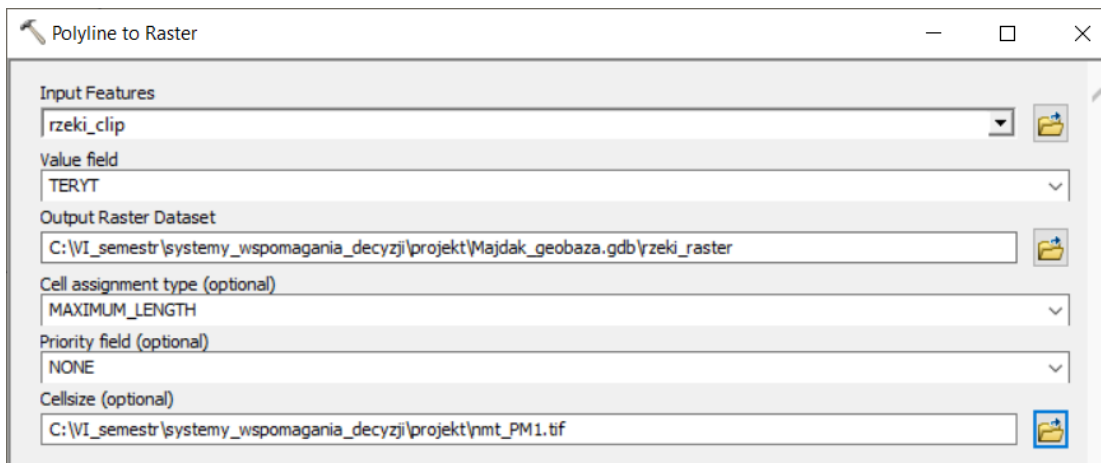 Polyline to Raster
Input Features
rzeki_clip
Value field
TERYT
Output Raster Dataset
C:\VI_semestr\systemy_wspomagania_decyzji\projekt\Majdak_geobaza.gdb\rzeki_raster
Cell assignment type (optional)
MAXIMUM_LENGTH
Priority field (optional)
NONE
Cellsize (optional)
C:\VI_semestr\systemy_wspomagania_decyzji\projekt\nmt_PM1.tif